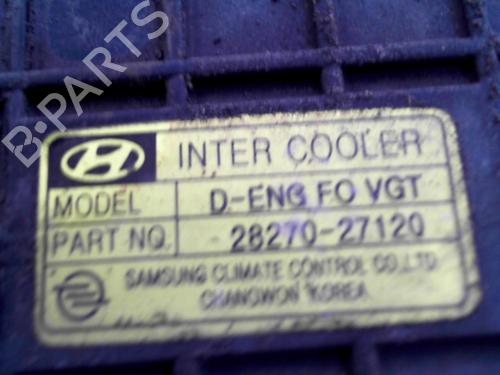 B-PARTS
INTER COOLER
MODEL D-ENG FO VGT
PART NO. 28270-27120
SAMSUNG CLIMATE CONTROL CO.,LTD
CHANGWON KOREA